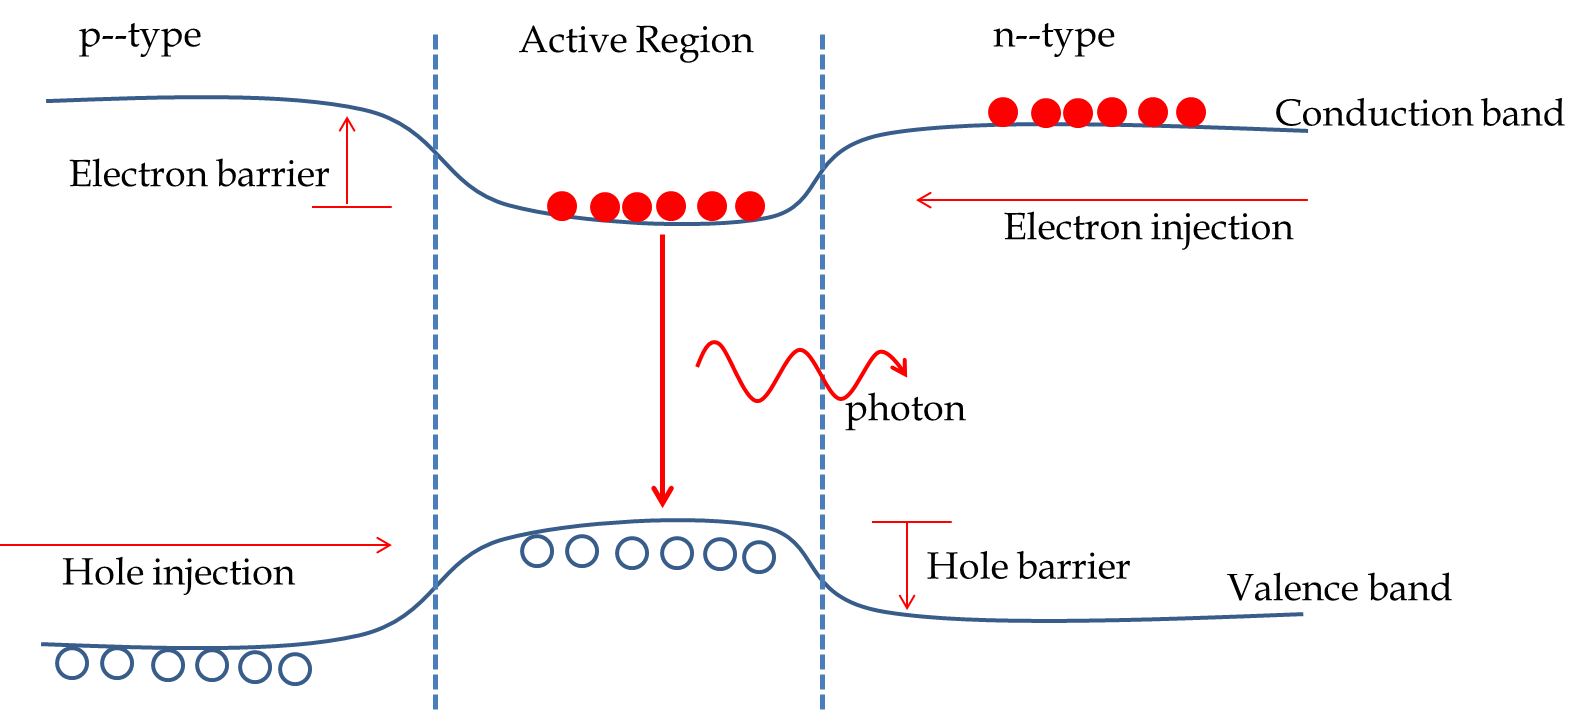 p--type
Active Region
n--type
Conduction band
Electron barrier
Electron injection
photon
Hole injection
Hole barrier
Valence band